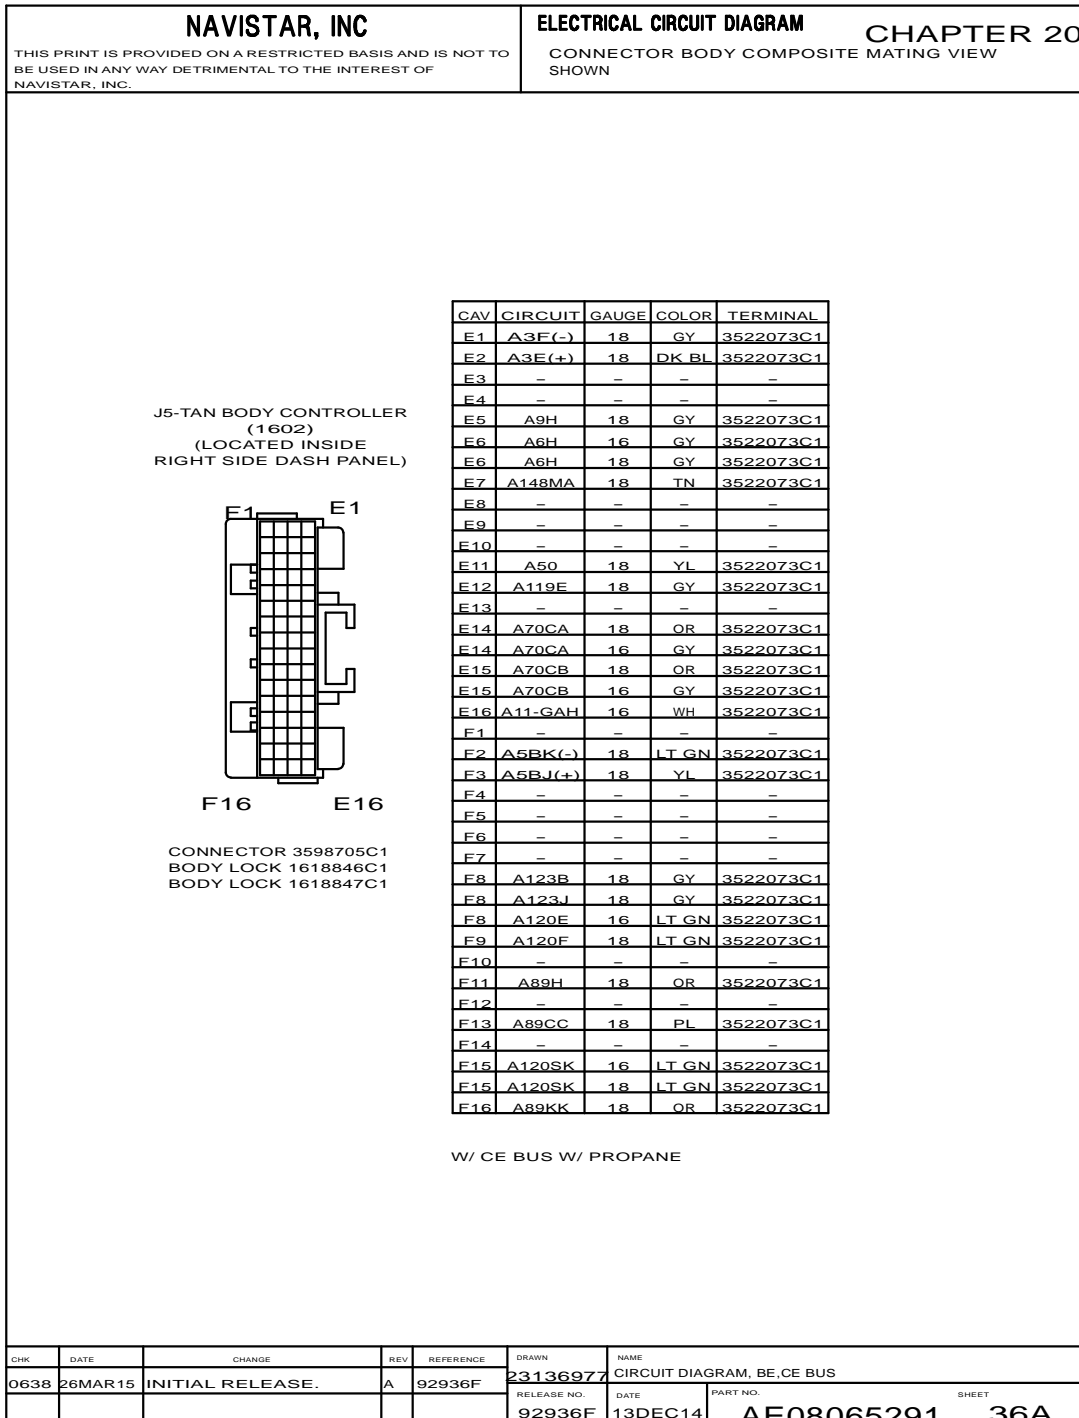 NAVISTAR, INC
THIS PRINT IS PROVIDED ON A RESTRICTED BASIS AND IS NOT TO
BE USED IN ANY WAY DETRIMENTAL TO THE INTEREST OF
NAVISTAR, INC.
ELECTRICAL CIRCUIT DIAGRAM
CHAPTER 20
CONNECTOR BODY COMPOSITE MATING VIEW
SHOWN
J5-TAN BODY CONTROLLER
(1602)
(LOCATED INSIDE
RIGHT SIDE DASH PANEL)
F1 E1
F16 E16
CONNECTOR 3598705C1
BODY LOCK 1618846C1
BODY LOCK 1618847C1
CAV CIRCUIT GAUGE COLOR TERMINAL
E1 A3F(-) 18 GY 3522073C1
E2 A3E(+) 18 DK BL 3522073C1
E3 – – – –
E4 – – – –
E5 A9H 18 GY 3522073C1
E6 A6H 16 GY 3522073C1
E6 A6H 18 GY 3522073C1
E7 A148MA 18 TN 3522073C1
E8 – – – –
E9 – – – –
E10 – – – –
E11 A50 18 YL 3522073C1
E12 A119E 18 GY 3522073C1
E13 – – – –
E14 A70CA 18 OR 3522073C1
E14 A70CA 16 GY 3522073C1
E15 A70CB 18 OR 3522073C1
E15 A70CB 16 GY 3522073C1
E16 A11-GAH 16 WH 3522073C1
F1 – – – –
F2 A5BK(-) 18 LT GN 3522073C1
F3 A5BJ(+) 18 YL 3522073C1
F4 – – – –
F5 – – – –
F6 – – – –
F7 – – – –
F8 A123B 18 GY 3522073C1
F8 A123J 18 GY 3522073C1
F8 A120E 16 LT GN 3522073C1
F9 A120F 18 LT GN 3522073C1
F10 – – – –
F11 A89H 18 OR 3522073C1
F12 – – – –
F13 A89CC 18 PL 3522073C1
F14 – – – –
F15 A120SK 16 LT GN 3522073C1
F15 A120SK 18 LT GN 3522073C1
F16 A89KK 18 OR 3522073C1
W/ CE BUS W/ PROPANE
CHK DATE CHANGE REV REFERENCE
0638 26MAR15 INITIAL RELEASE. A 92936F
DRAWN
23136977
NAME
CIRCUIT DIAGRAM, BE,CE BUS
RELEASE NO. DATE PART NO. SHEET
92936F 13DEC14 AE08065291 36A